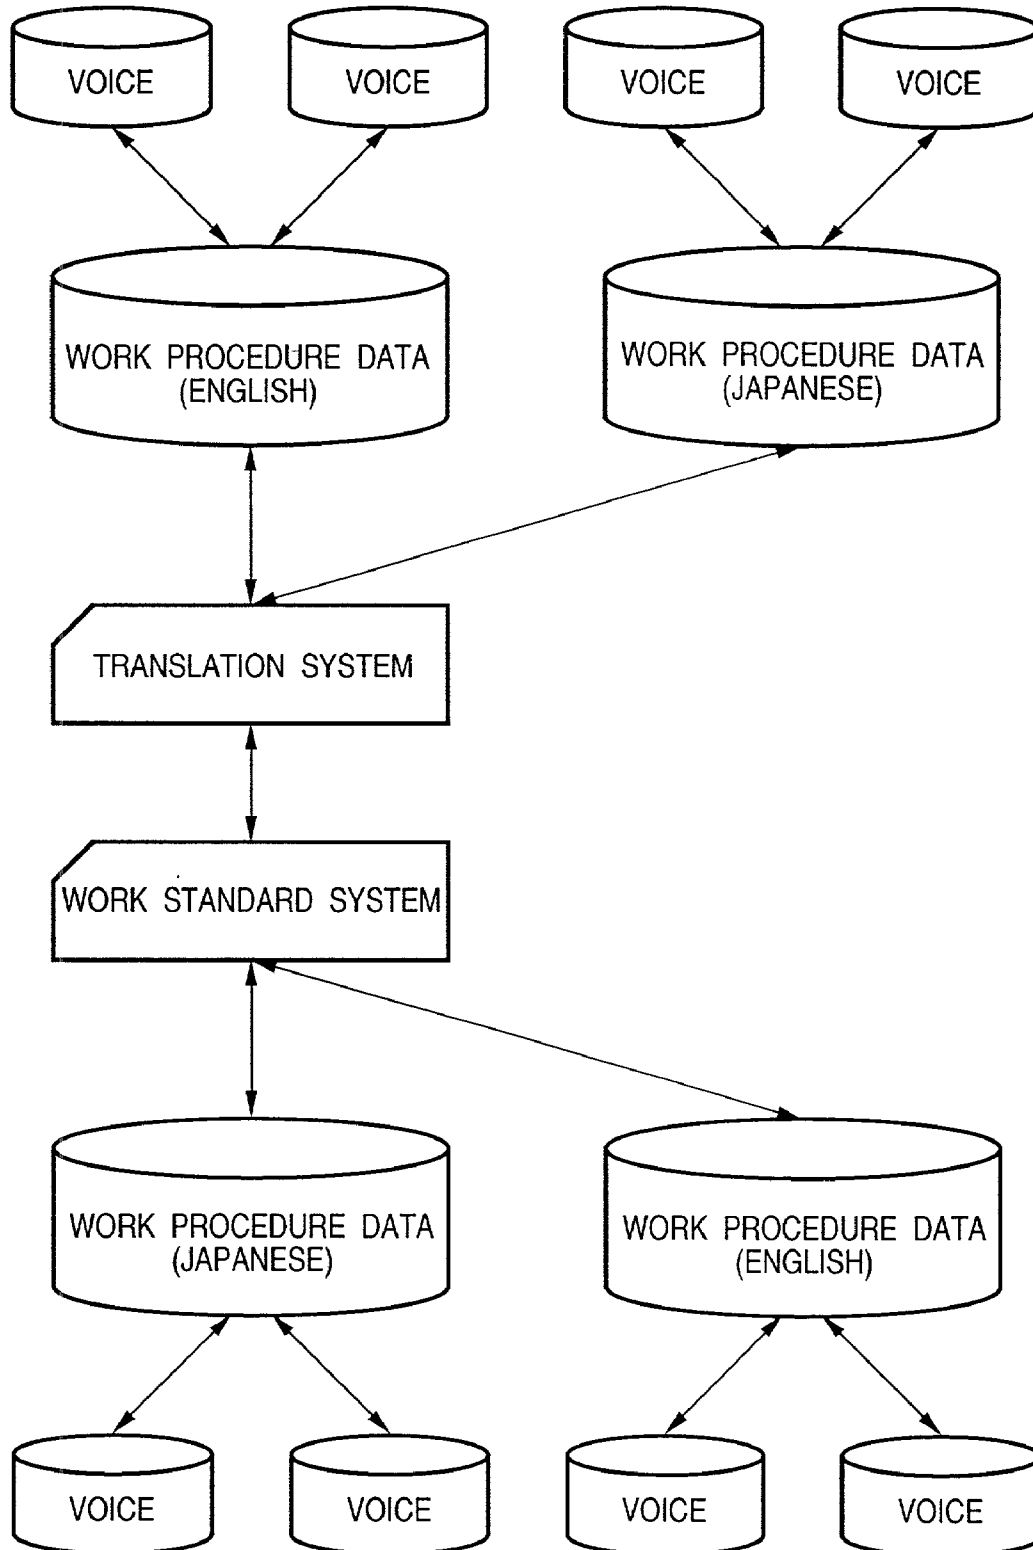 VOICE
VOICE
VOICE
VOICE
WORK PROCEDURE DATA
(ENGLISH)
WORK PROCEDURE DATA
(JAPANESE)
TRANSLATION SYSTEM
WORK STANDARD SYSTEM
WORK PROCEDURE DATA
(JAPANESE)
WORK PROCEDURE DATA
(ENGLISH)
VOICE
VOICE
VOICE
VOICE